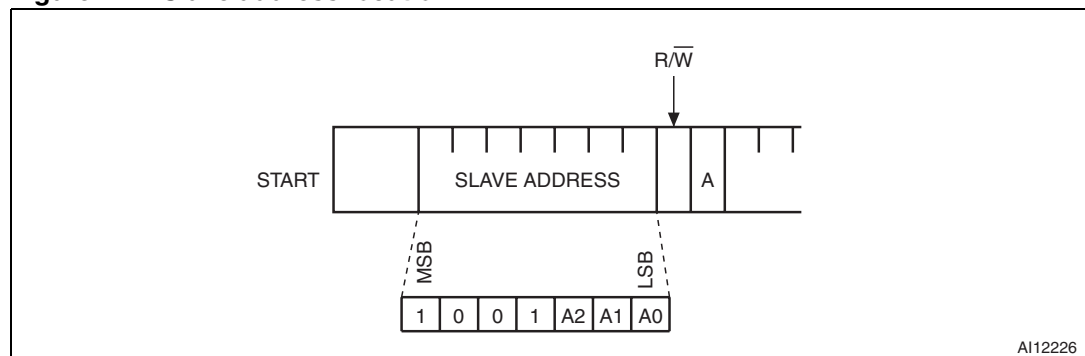 R/W̅
START
SLAVE ADDRESS
A
MSB
LSB
1 0 0 1 A2 A1 A0
AI12226